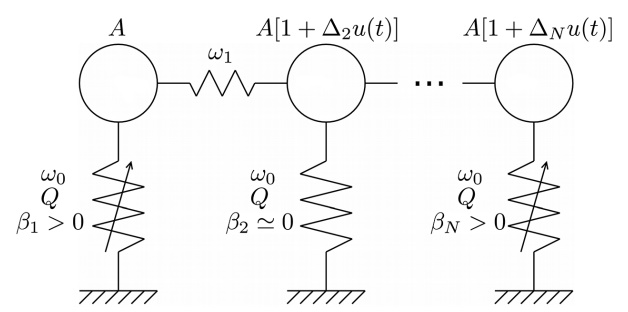 A
A[1 + Δ₂u(t)]
A[1 + Δ_N u(t)]
ω₁
...
ω₀
Q
β₁ > 0
ω₀
Q
β₂ ≃ 0
ω₀
Q
β_N > 0